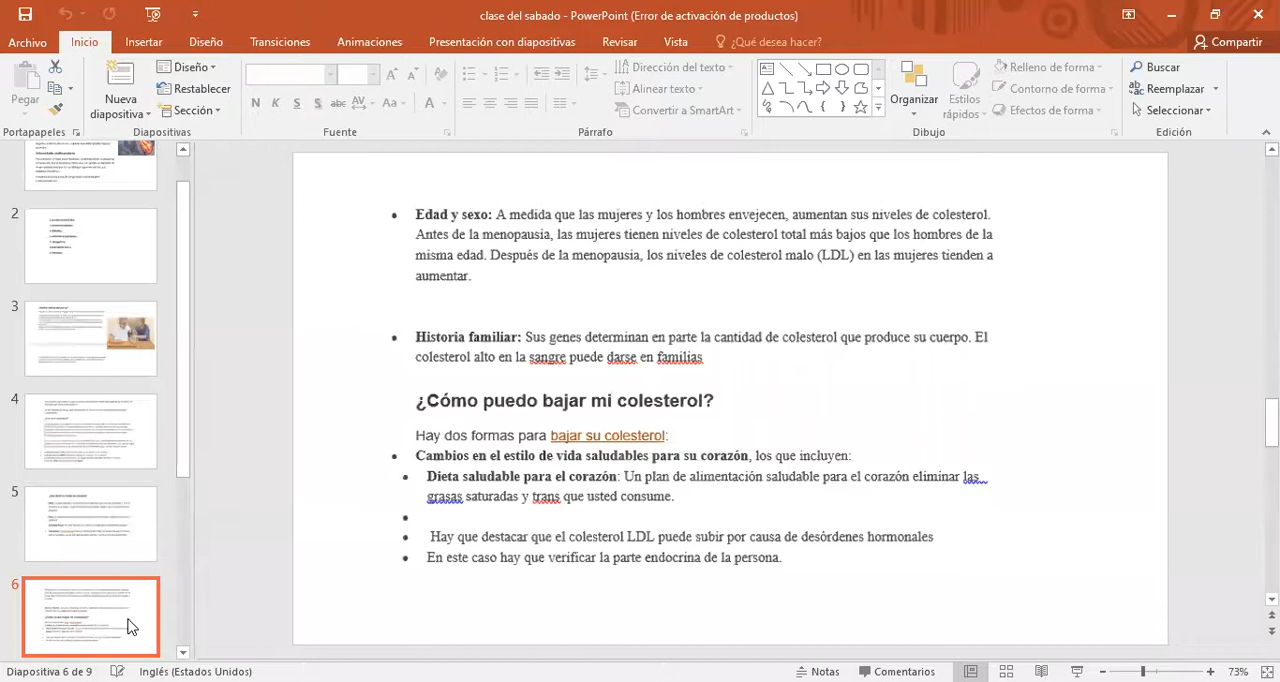 clase del sabado - PowerPoint (Error de activación de productos)
Archivo Inicio Insertar Diseño Transiciones Animaciones Presentación con diapositivas Revisar Vista ¿Qué desea hacer? Compartir
Pegar
Nueva diapositiva
Diseño
Restablecer
Sección
N K S S abc AV Aa A
Dirección del texto
Alinear texto
Convertir a SmartArt
Organizar
Estilos rápidos
Relleno de forma
Contorno de forma
Efectos de forma
Buscar
Reemplazar
Seleccionar
Portapapeles Diapositivas Fuente Párrafo Dibujo Edición
2
3
4
5
6
Edad y sexo: A medida que las mujeres y los hombres envejecen, aumentan sus niveles de colesterol.
Antes de la menopausia, las mujeres tienen niveles de colesterol total más bajos que los hombres de la
misma edad. Después de la menopausia, los niveles de colesterol malo (LDL) en las mujeres tienden a
aumentar.
Historia familiar: Sus genes determinan en parte la cantidad de colesterol que produce su cuerpo. El
colesterol alto en la sangre puede darse en familias
¿Cómo puedo bajar mi colesterol?
Hay dos formas para bajar su colesterol:
Cambios en el estilo de vida saludables para su corazón, los que incluyen:
Dieta saludable para el corazón: Un plan de alimentación saludable para el corazón eliminar las
grasas saturadas y trans que usted consume.
Hay que destacar que el colesterol LDL puede subir por causa de desórdenes hormonales
En este caso hay que verificar la parte endocrina de la persona.
Diapositiva 6 de 9 Inglés (Estados Unidos) Notas Comentarios 73%